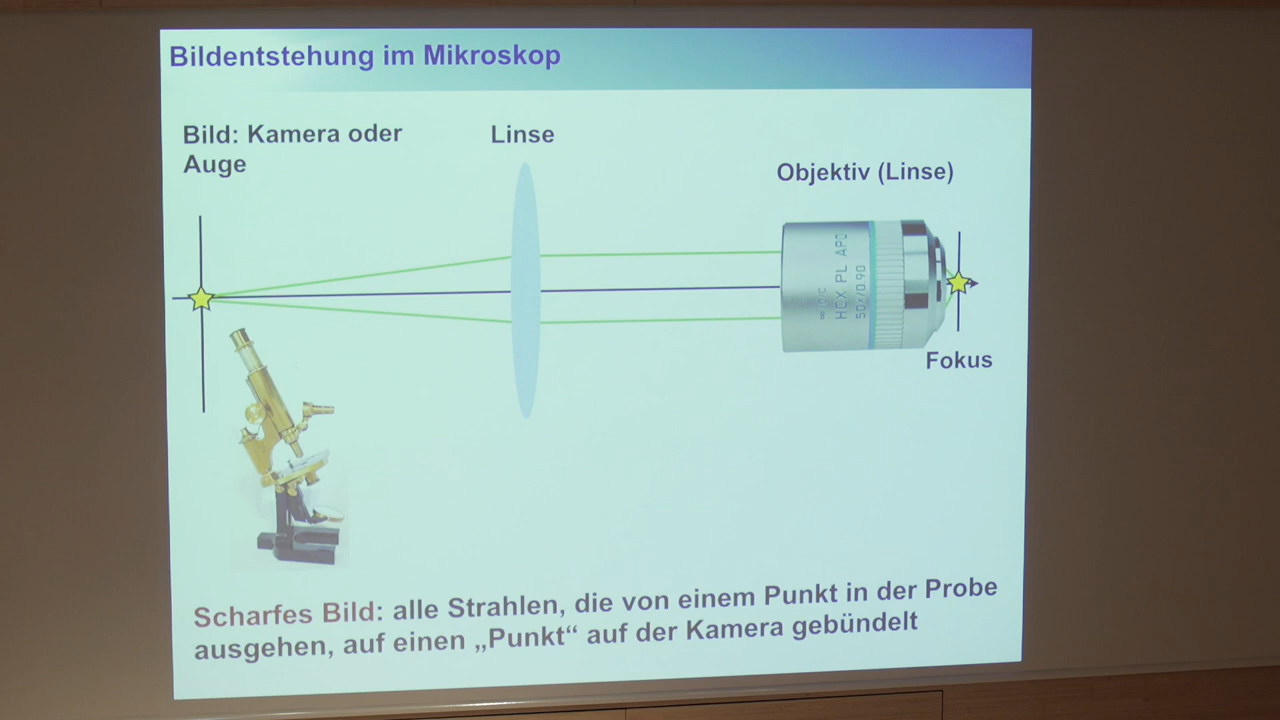 Bildentstehung im Mikroskop
Bild: Kamera oder
Auge
Linse
Objektiv (Linse)
∞/0/C
HCX PL APO
50x/0.90
Fokus
Scharfes Bild: alle Strahlen, die von einem Punkt in der Probe
ausgehen, auf einen „Punkt“ auf der Kamera gebündelt